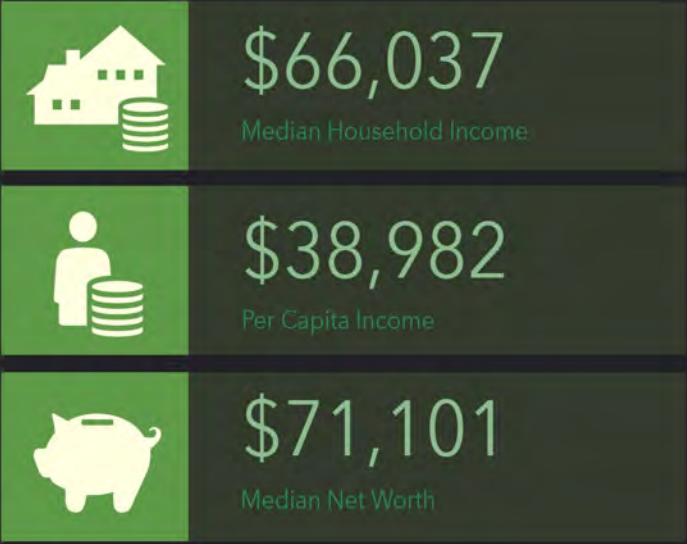 $66,037
Median Household Income
$38,982
Per Capita Income
$71,101
Median Net Worth